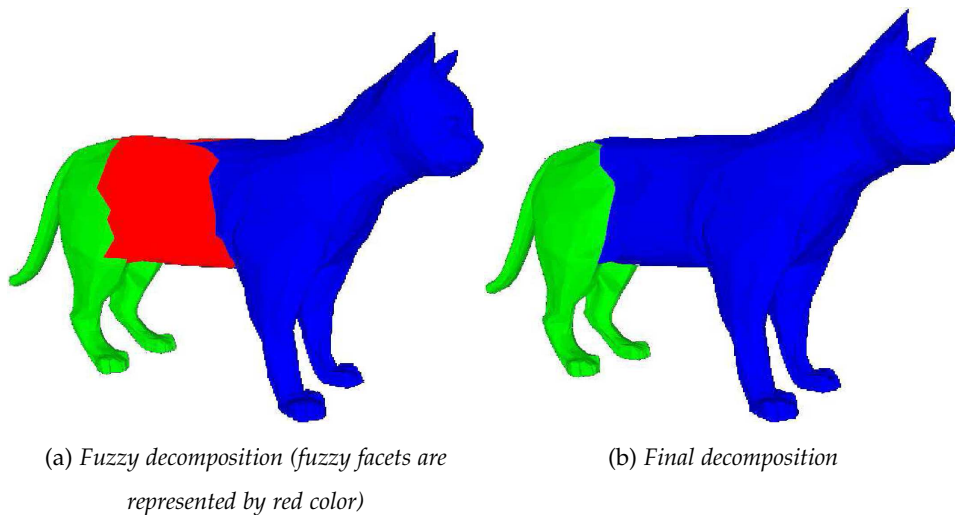 (a) Fuzzy decomposition (fuzzy facets are
represented by red color)
(b) Final decomposition